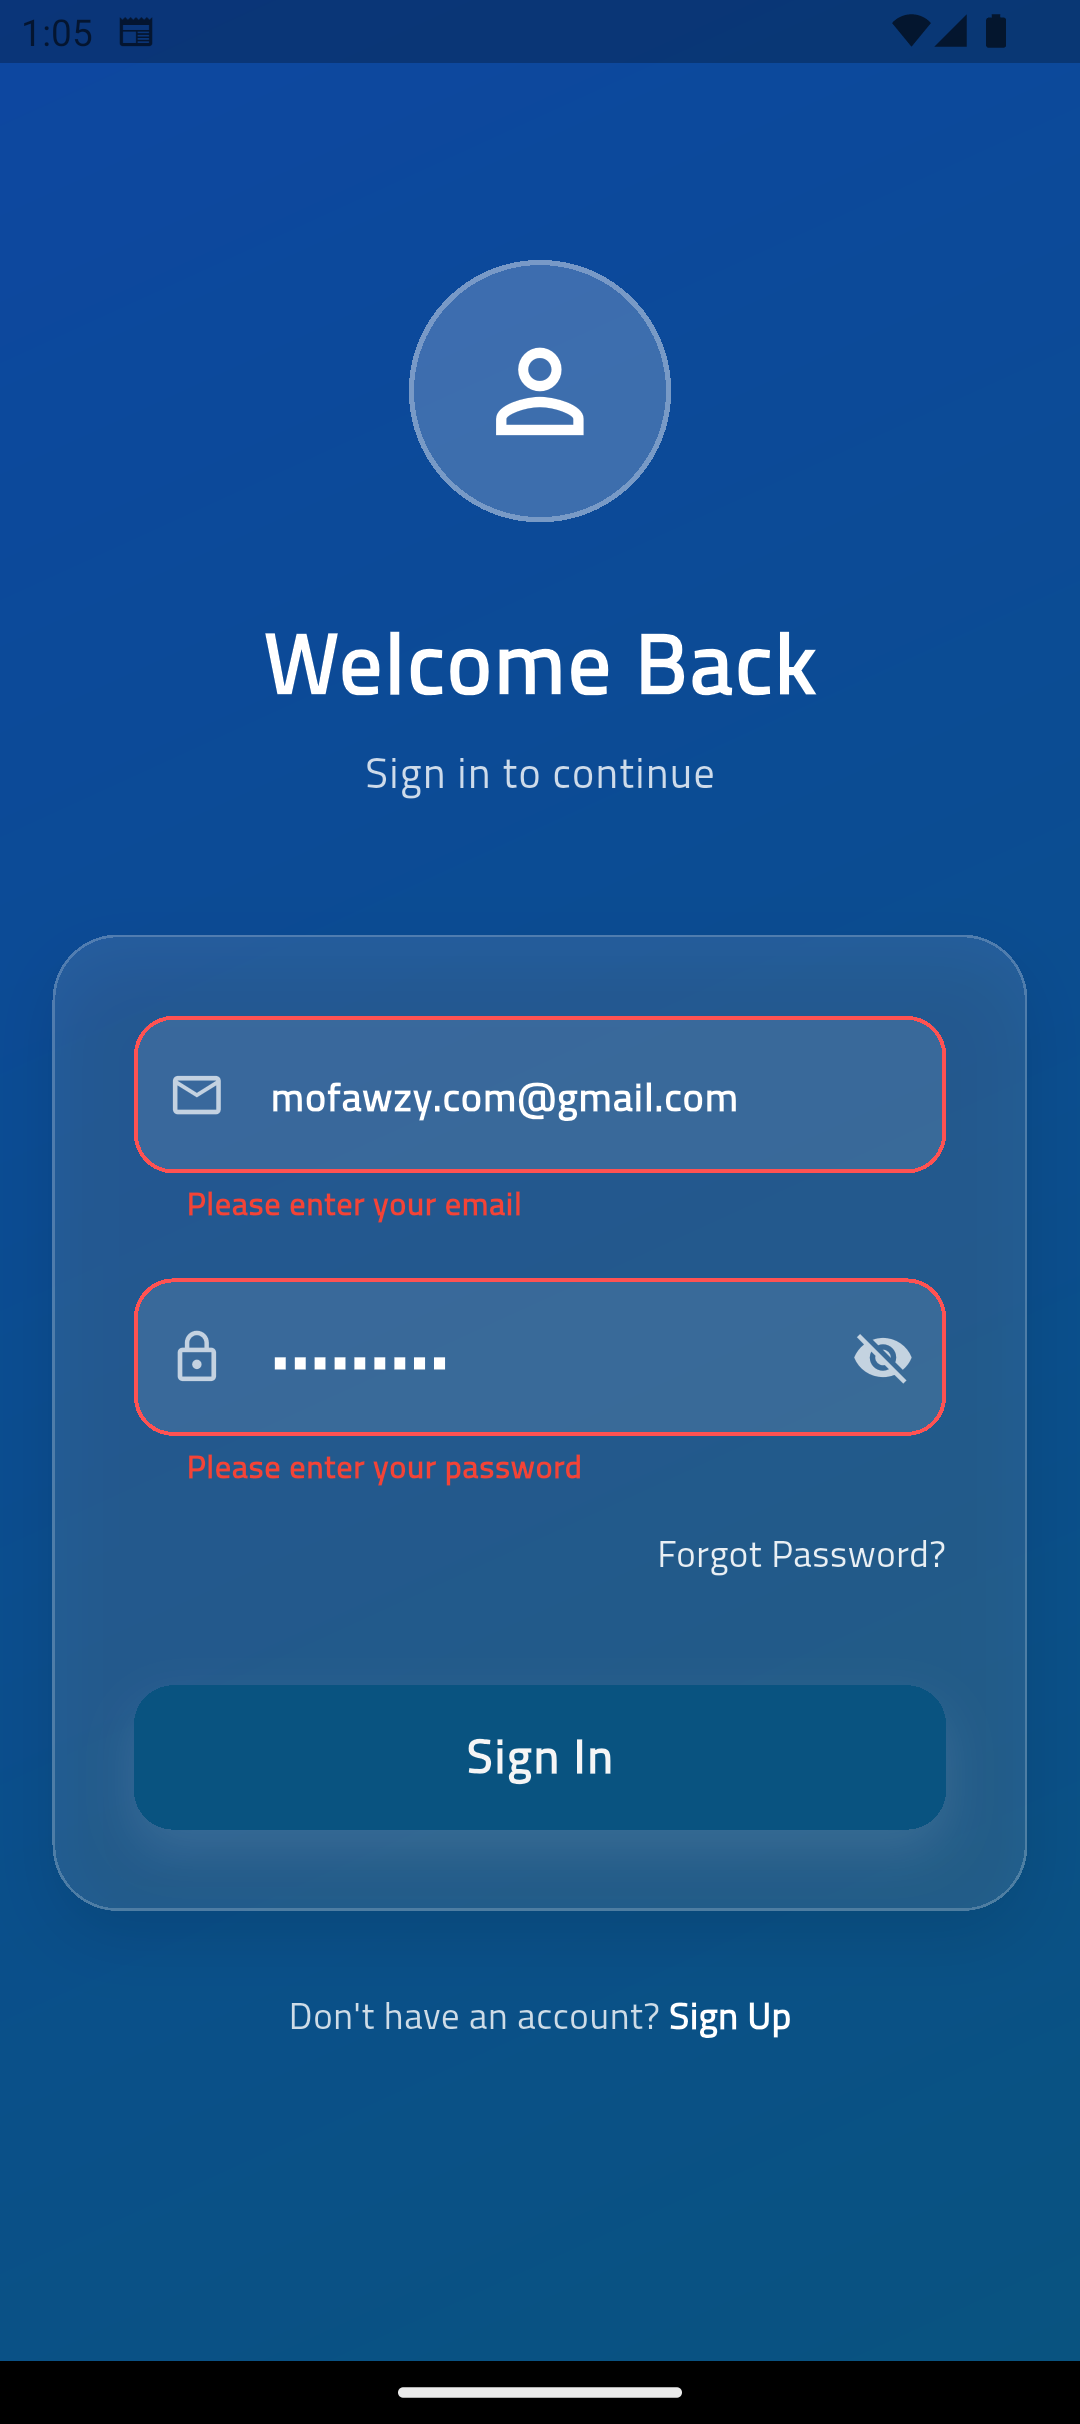 1:05
Welcome Back
Sign in to continue
mofawzy.com@gmail.com
Please enter your email
Please enter your password
Forgot Password?
Sign In
Don't have an account? Sign Up